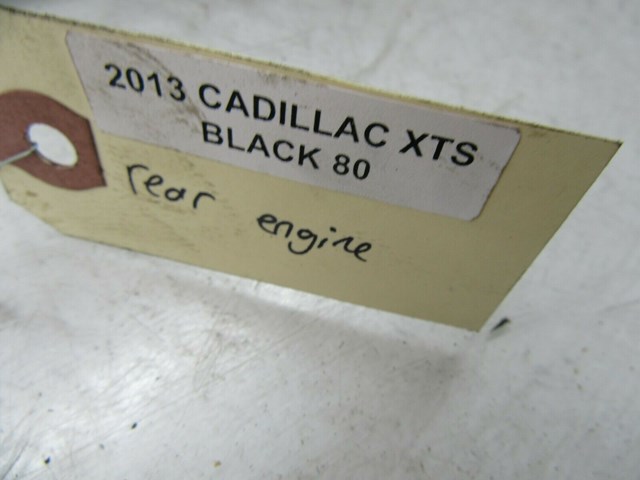 2013 CADILLAC XTS
BLACK 80
rear engine